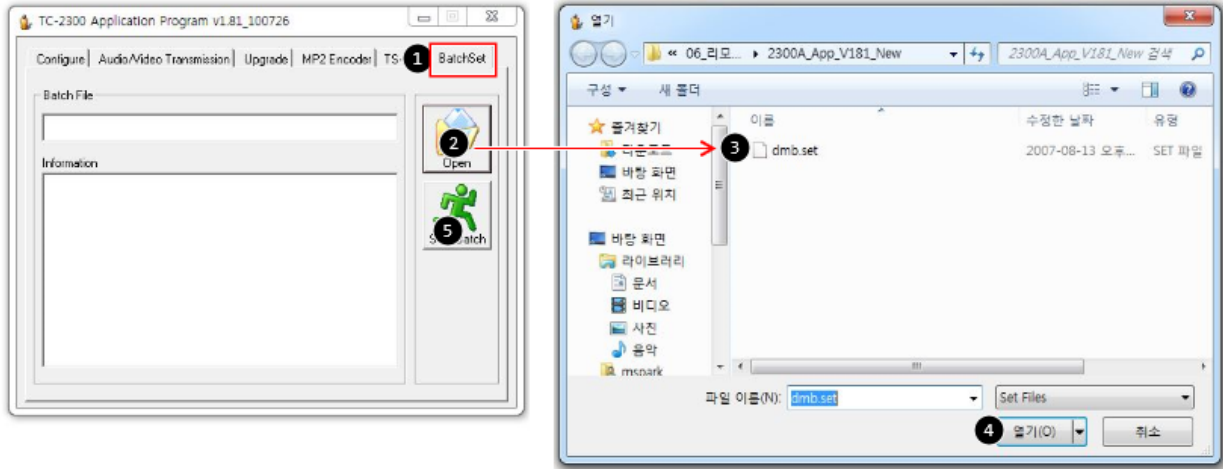 TC-2300 Application Program v1.81_100726
Configure
Audio/Video Transmission
Upgrade
MP2 Encoder
TS-
1
BatchSet
Batch File
Information
2
Open
5
열기
« 06_리모... ▸ 2300A_App_V181_New
2300A_App_V181_New 검색
구성
새 폴더
즐겨찾기
바탕 화면
최근 위치
바탕 화면
라이브러리
문서
비디오
사진
음악
mspark
이름
수정한 날짜
유형
3
dmb.set
2007-08-13 오후...
SET 파일
파일 이름(N):
dmb.set
Set Files
4
열기(O)
취소